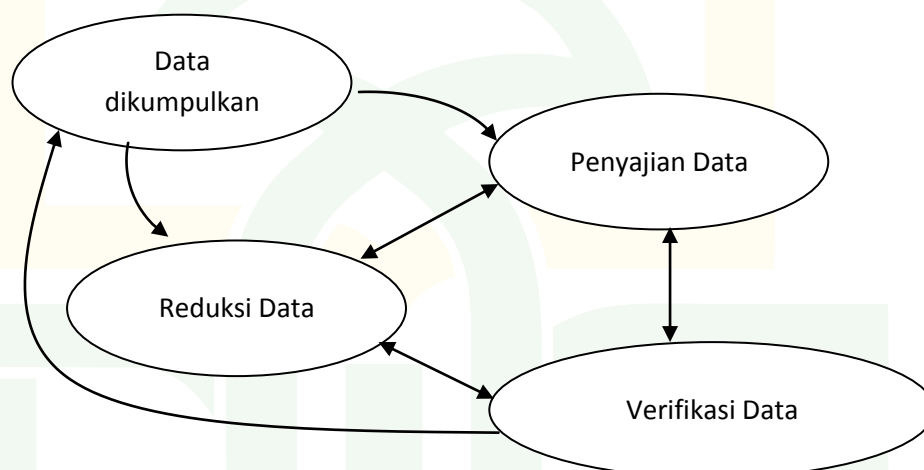 Data
dikumpulkan
Penyajian Data
Reduksi Data
Verifikasi Data